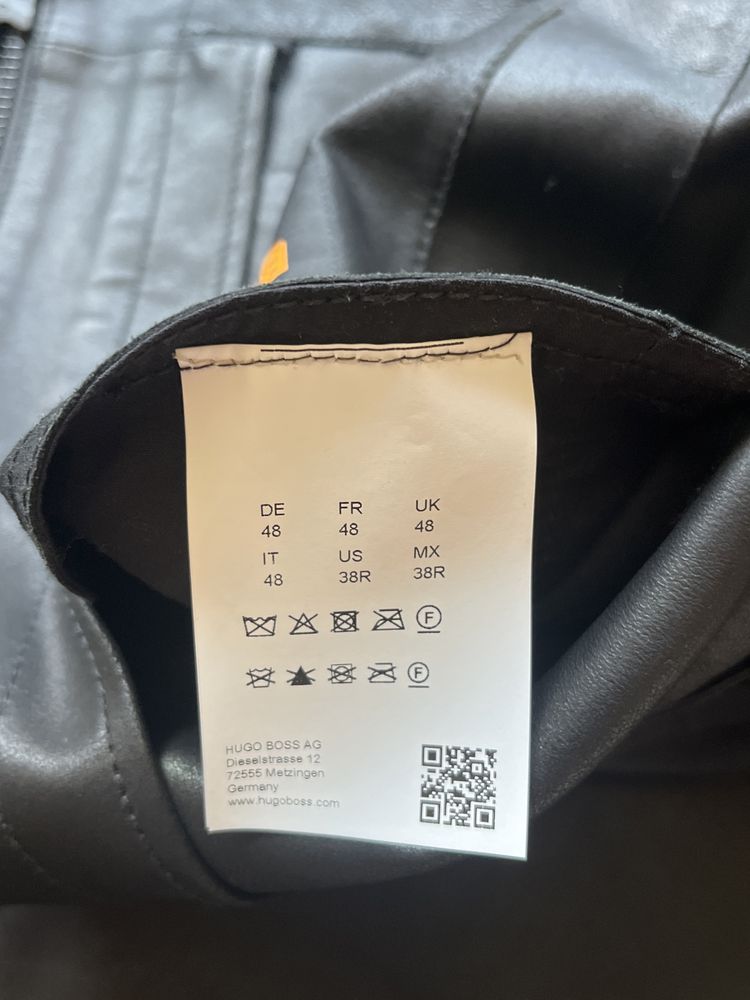 DE FR UK
48 48 48
IT US MX
48 38R 38R
F
F
HUGO BOSS AG
Dieselstrasse 12
72555 Metzingen
Germany
www.hugoboss.com